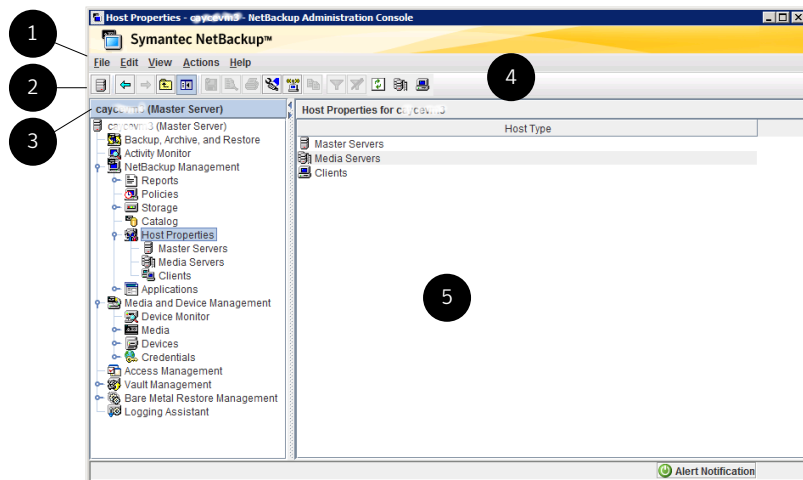 Host Properties - - NetBackup Administration Console
Symantec NetBackup™
1
File Edit View Actions Help
4
2
(Master Server)
Host Properties for
3
(Master Server)
Host Type
Backup, Archive, and Restore
Master Servers
Activity Monitor
Media Servers
NetBackup Management
Clients
Reports
Policies
Storage
Catalog
Host Properties
Master Servers
Media Servers
Clients
Applications
5
Media and Device Management
Device Monitor
Media
Devices
Credentials
Access Management
Vault Management
Bare Metal Restore Management
Logging Assistant
Alert Notification